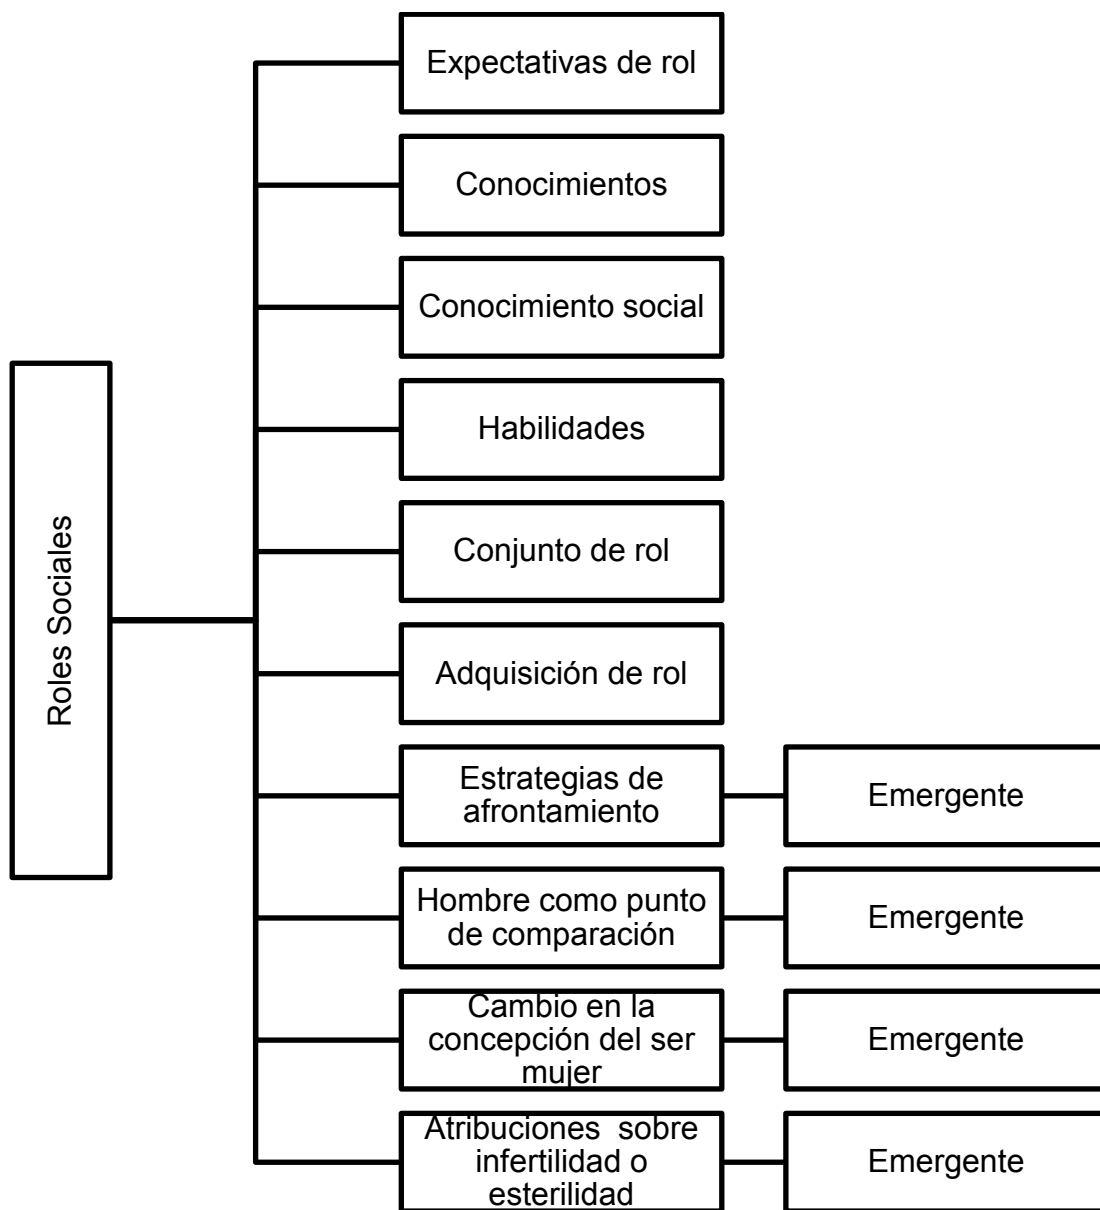 Roles Sociales
Expectativas de rol
Conocimientos
Conocimiento social
Habilidades
Conjunto de rol
Adquisición de rol
Estrategias de
afrontamiento
Emergente
Hombre como punto
de comparación
Emergente
Cambio en la
concepción del ser
mujer
Emergente
Atribuciones sobre
infertilidad o
esterilidad
Emergente